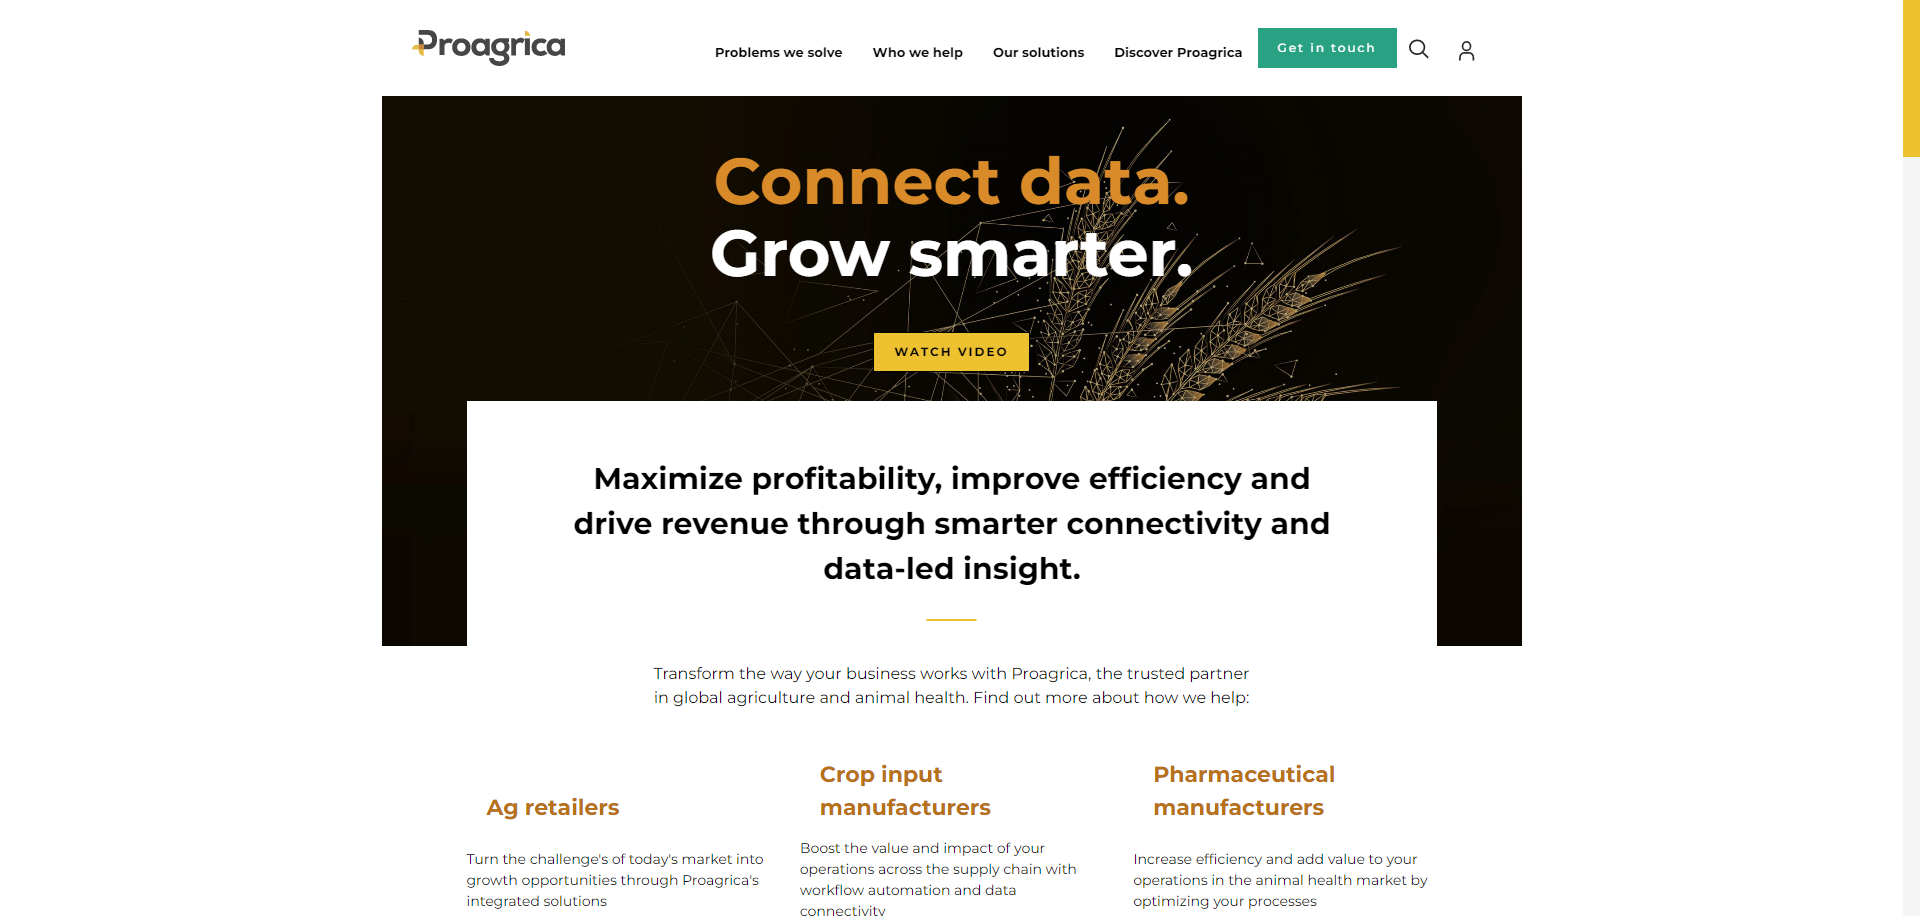 Proagrica
Problems we solve
Who we help
Our solutions
Discover Proagrica
Get in touch
Connect data.
Grow smarter.
WATCH VIDEO
Maximize profitability, improve efficiency and
drive revenue through smarter connectivity and
data-led insight.
Transform the way your business works with Proagrica, the trusted partner
in global agriculture and animal health. Find out more about how we help:
Ag retailers
Turn the challenge's of today's market into
growth opportunities through Proagrica's
integrated solutions
Crop input
manufacturers
Boost the value and impact of your
operations across the supply chain with
workflow automation and data
connectivity
Pharmaceutical
manufacturers
Increase efficiency and add value to your
operations in the animal health market by
optimizing your processes